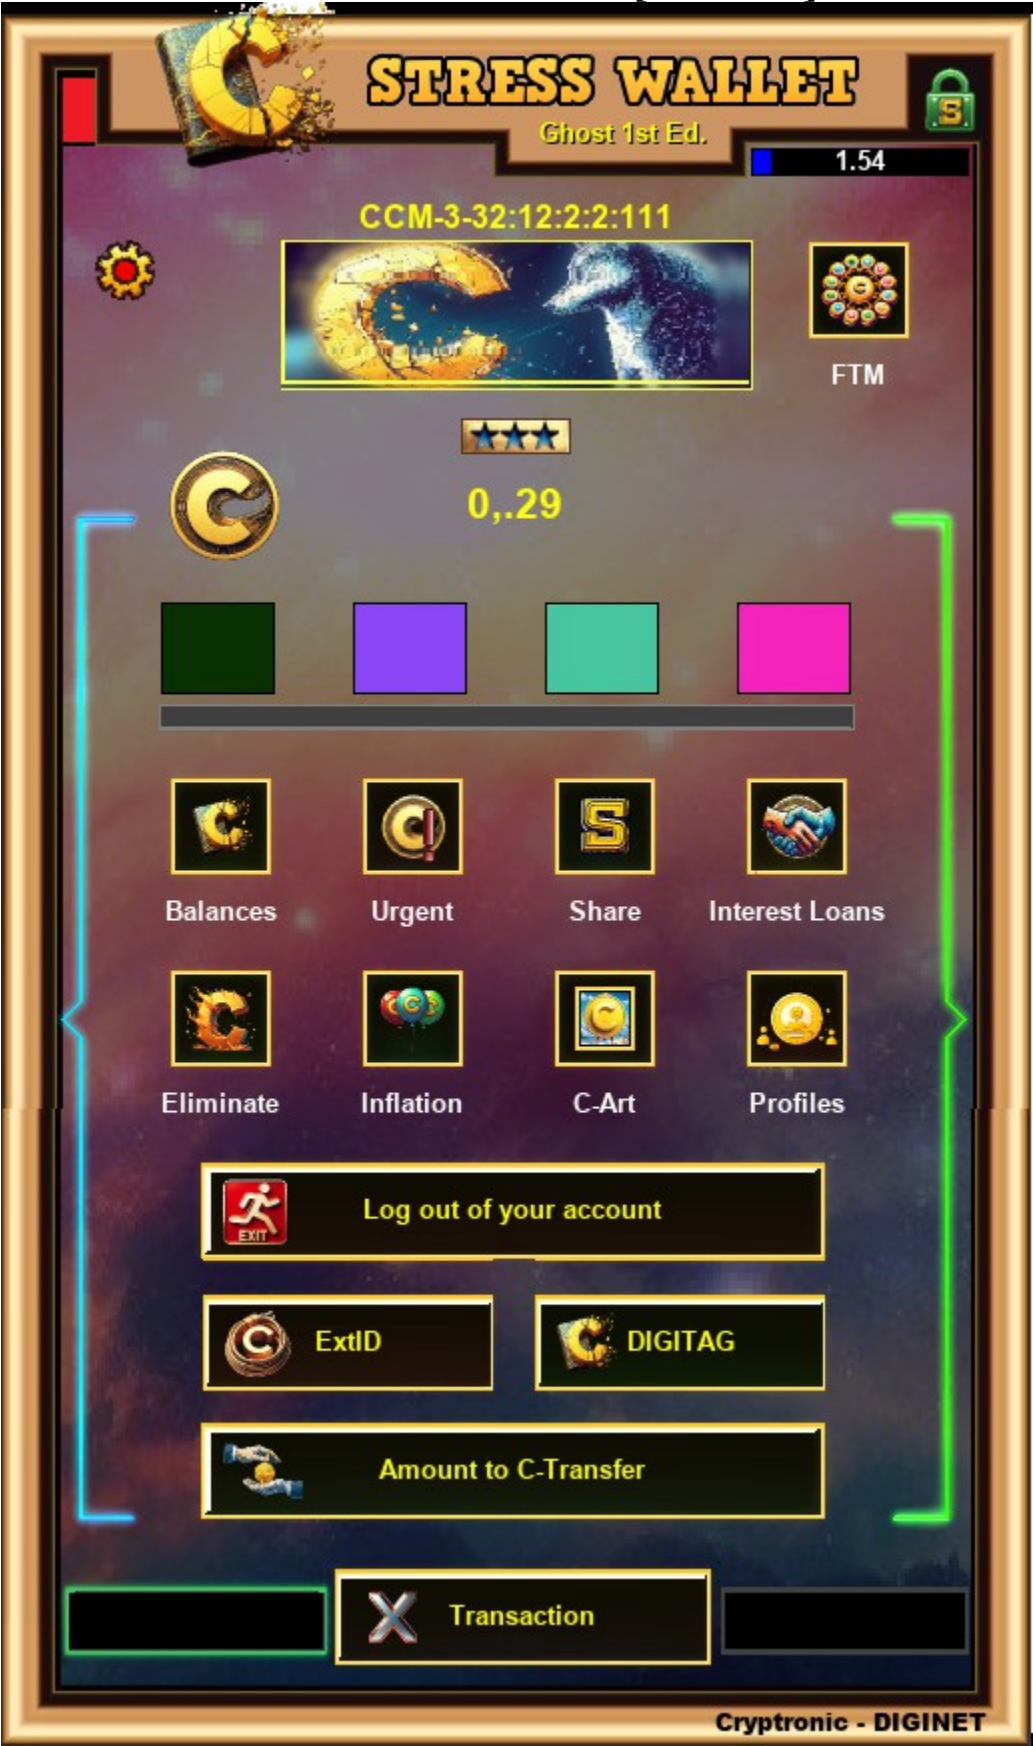 STRESS WALLET
Ghost 1st Ed.
S
1.54
CCM-3-32:12:2:2:111
FTM
0,.29
Balances
Urgent
Share
Interest Loans
Eliminate
Inflation
C-Art
Profiles
EXIT
Log out of your account
ExtID
DIGITAG
Amount to C-Transfer
X
Transaction
Cryptronic - DIGINET